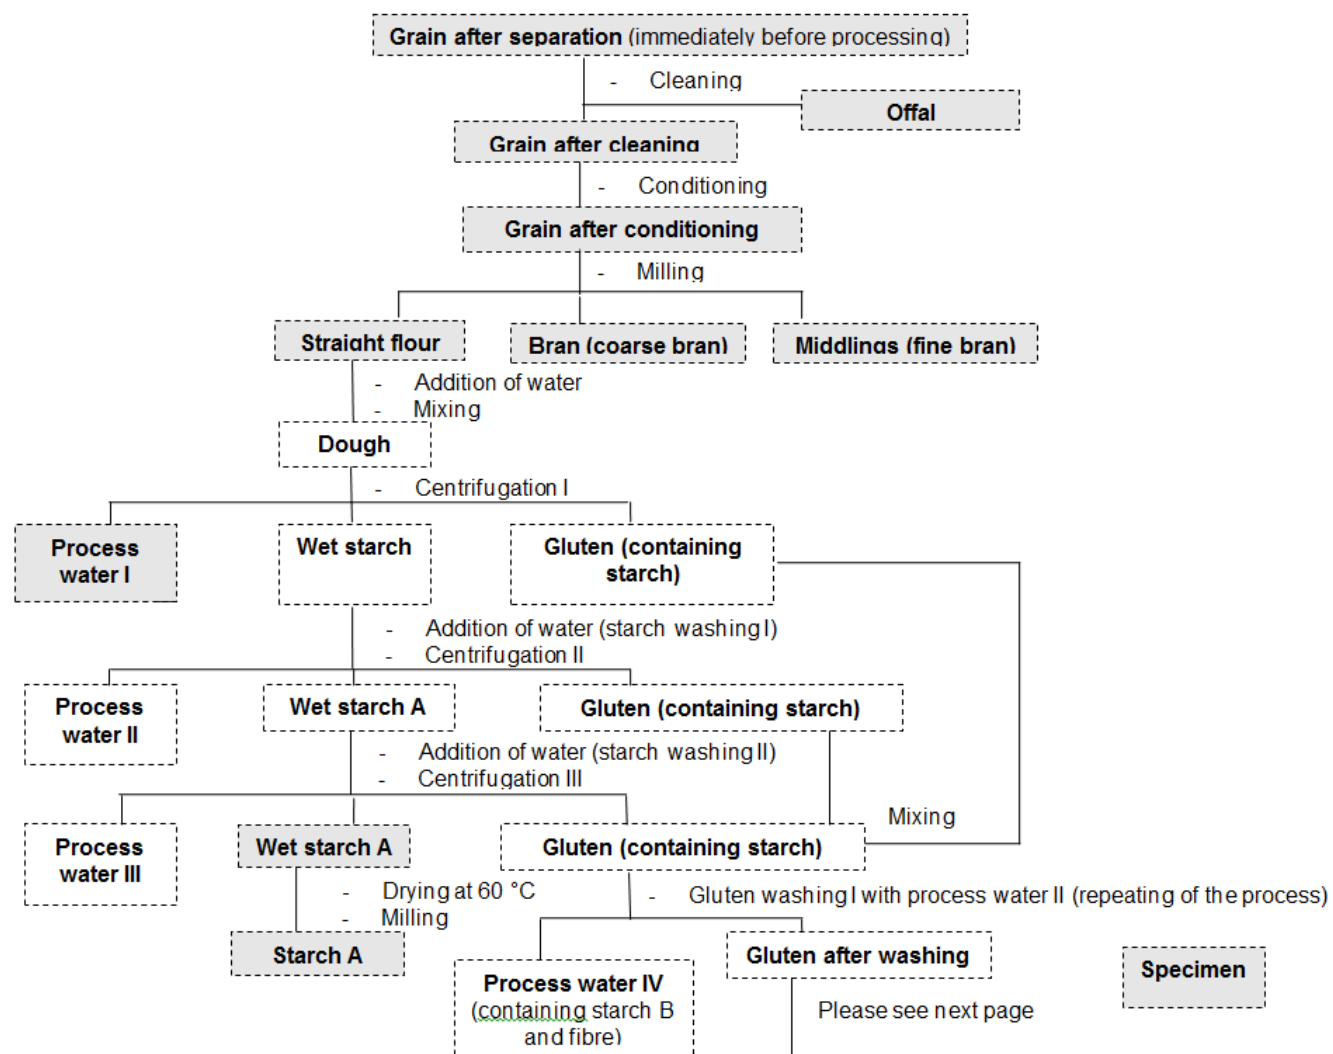 Grain after separation (immediately before processing)
- Cleaning
Offal
Grain after cleaning
- Conditioning
Grain after conditioning
- Milling
Straight flour
Bran (coarse bran)
Middlings (fine bran)
- Addition of water
- Mixing
Dough
- Centrifugation I
Process
water I
Wet starch
Gluten (containing
starch)
- Addition of water (starch washing I)
- Centrifugation II
Process
water II
Wet starch A
Gluten (containing starch)
- Addition of water (starch washing II)
- Centrifugation III
Mixing
Process
water III
Wet starch A
Gluten (containing starch)
- Drying at 60 °C
- Milling
- Gluten washing I with process water II (repeating of the process)
Starch A
Gluten after washing
Process water IV
(containing starch B
and fibre)
Please see next page
Specimen